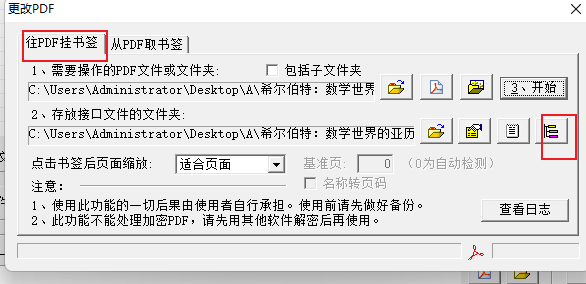 更改PDF
往PDF挂书签
从PDF取书签
1、需要操作的PDF文件或文件夹:
包括子文件夹
C:\Users\Administrator\Desktop\A\希尔伯特: 数学世界
3、开始
2、存放接口文件的文件夹:
C:\Users\Administrator\Desktop\A\希尔伯特: 数学世界的亚历
点击书签后页面缩放:
适合页面
基准页:
0
(0为自动检测)
注意:
名称转页码
1、使用此功能的一切后果由使用者自行承担。使用前请先做好备份。
2、此功能不能处理加密PDF，请先用其他软件解密后再使用。
查看日志